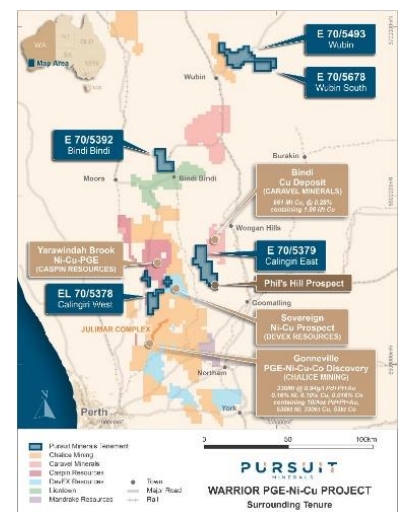 WA
NT
QLD
SA
NSW
Map Area
E 70/5493
Wubin
E 70/5678
Wubin South
Wubin
E 70/5392
Bindi Bindi
Burakin
Moora
Bindi Bindi
Bindi
Cu Deposit
(CARAVEL MINERALS)
containing
Wongan Hills
Yarawindah Brook
Ni-Cu-PGE
(CASPIN RESOURCES)
E 70/5379
Calingiri East
EL 70/5378
Calingiri West
Phil's Hill Prospect
Goomalling
Sovereign
Ni-Cu Prospect
(DEVEX RESOURCES)
JULIMAR COMPLEX
Gonneville
PGE-Ni-Cu-Co Discovery
(CHALICE MINING)
Northam
Perth
York
N
Pursuit Minerals Tenement
Chalice Mining
Caravel Minerals
Caspin Resources
DevEX Resources
Liontown
Mandrake Resources
Town
Major Road
Rail
0
50
100km
PURSUIT
MINERALS
WARRIOR PGE-Ni-Cu PROJECT
Surrounding Tenure